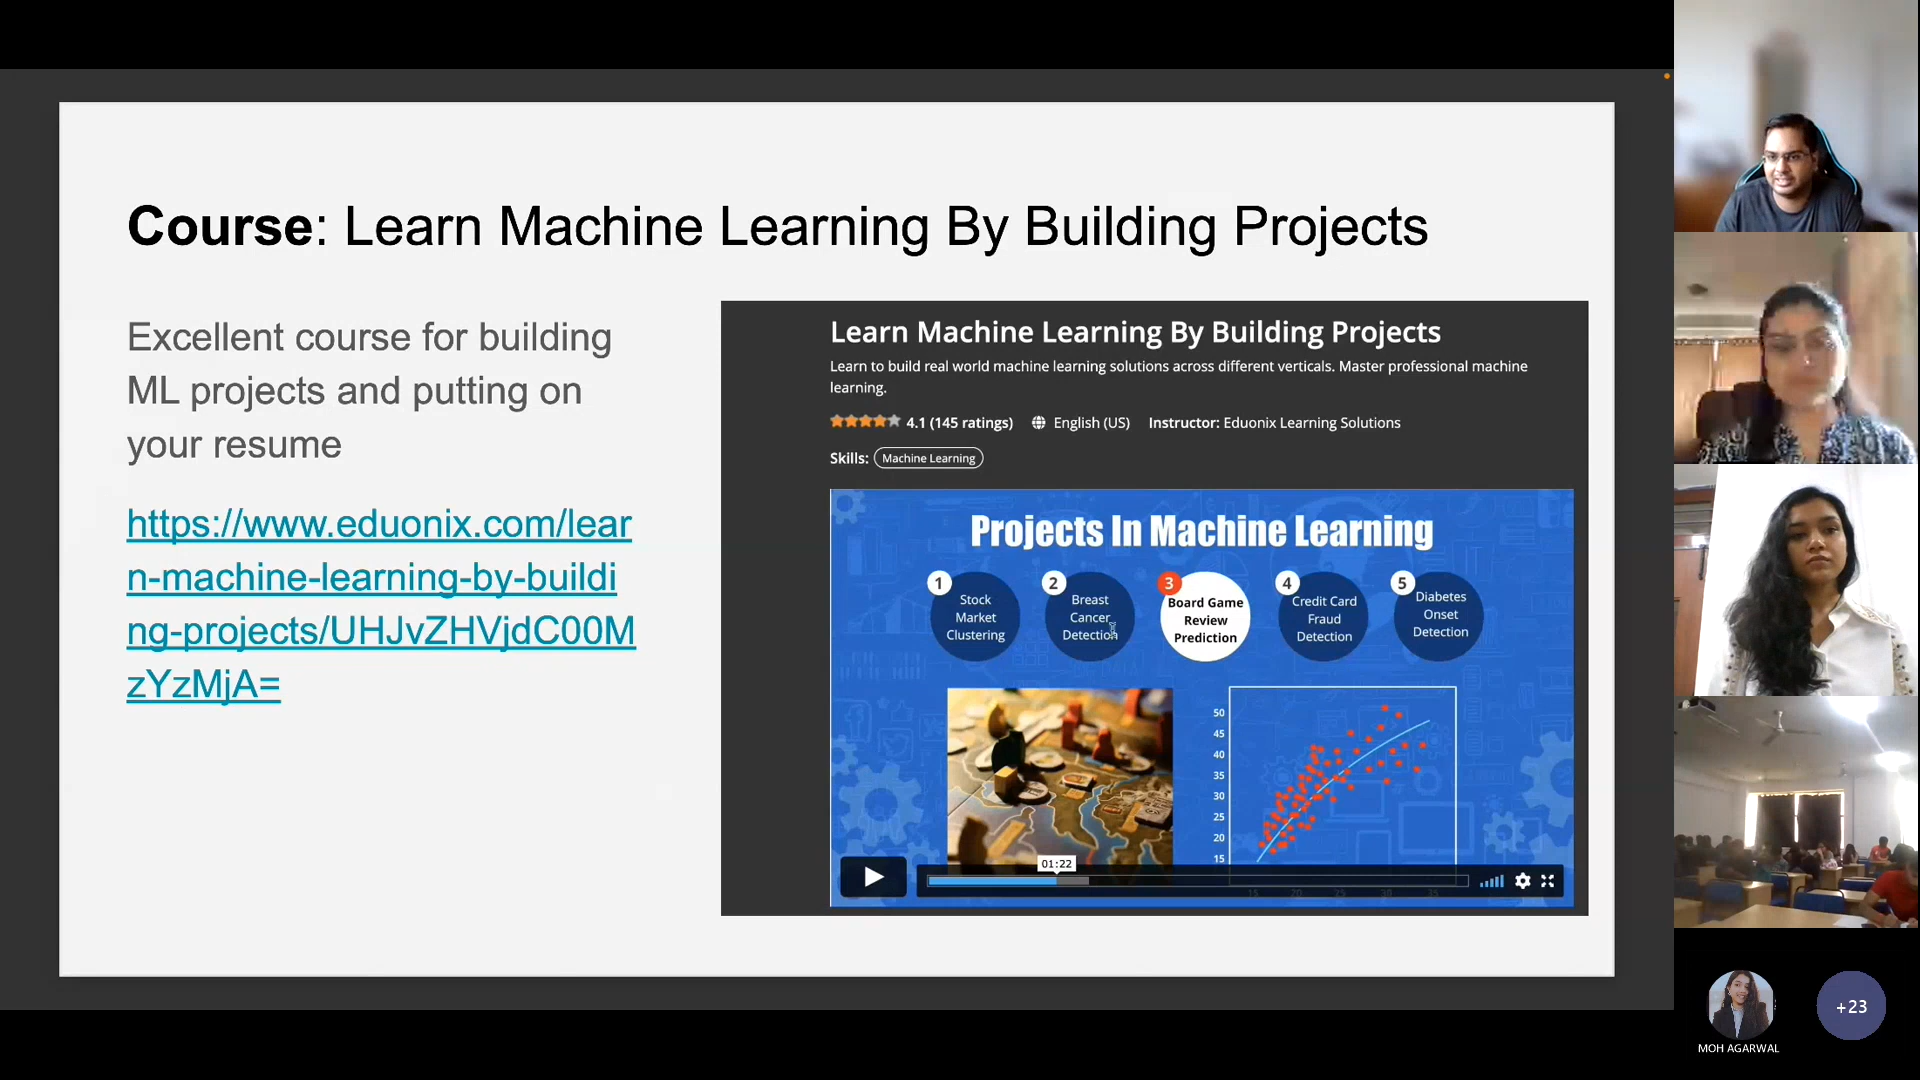 Course: Learn Machine Learning By Building Projects
Excellent course for building
ML projects and putting on
your resume
https://www.eduonix.com/lear
n-machine-learning-by-buildi
ng-projects/UHJvZHVjdC00M
zYzMjA=
Learn Machine Learning By Building Projects
Learn to build real world machine learning solutions across different verticals. Master professional machine
learning.
4.1 (145 ratings) English (US) Instructor: Eduonix Learning Solutions
Skills: Machine Learning
Projects In Machine Learning
1
Stock
Market
Clustering
2
Breast
Cancer
Detection
3
Board Game
Review
Prediction
4
Credit Card
Fraud
Detection
5
Diabetes
Onset
Detection
50
45
40
35
30
25
20
15
15 20 25 30 35
01:22
+23
MOH AGARWAL